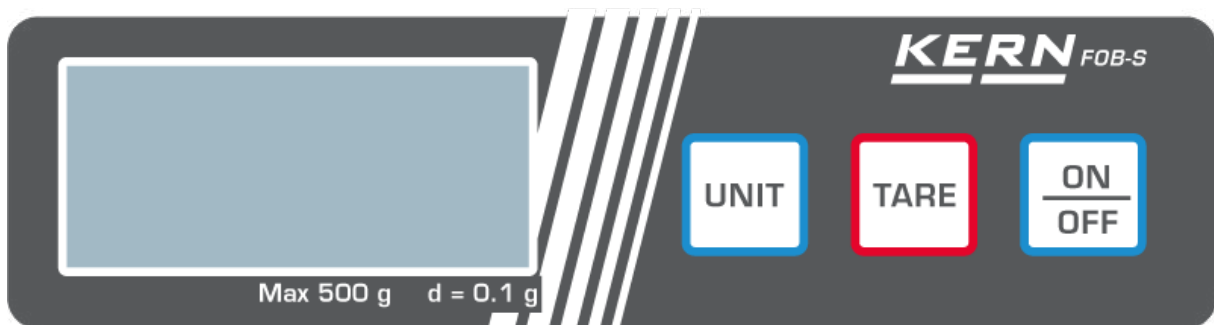 KERN FOB-S
UNIT
TARE
ON
OFF
Max 500 g d = 0.1 g